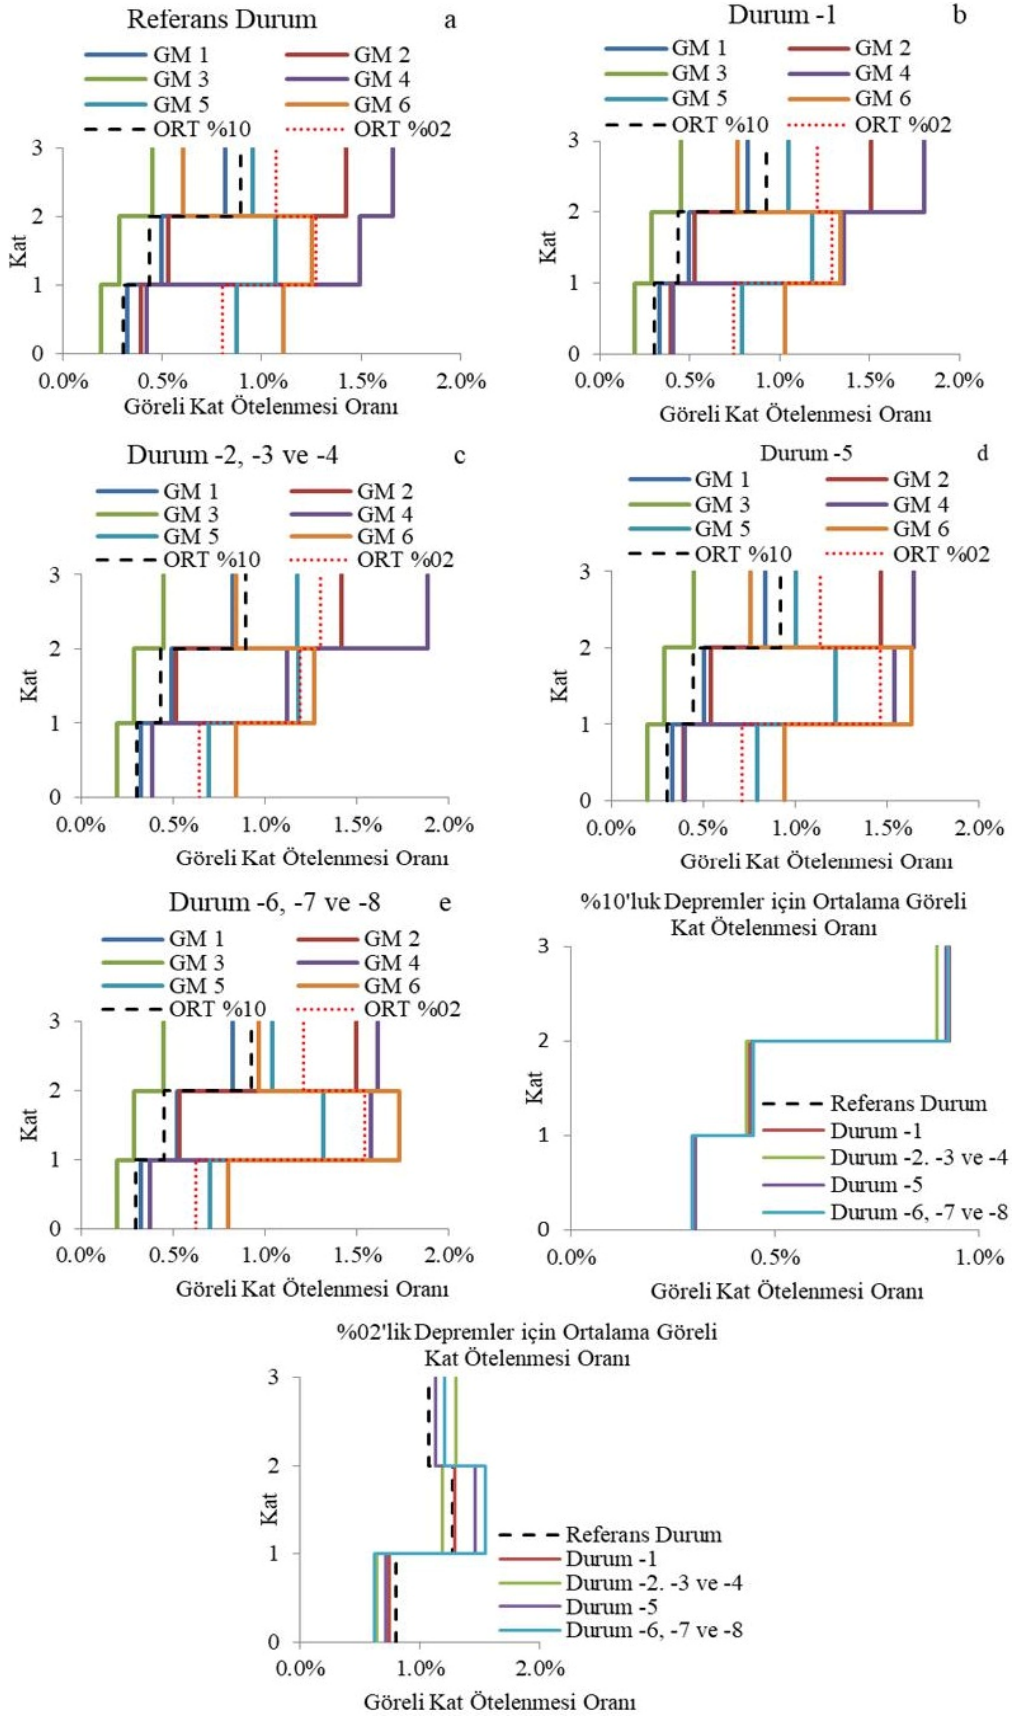 Referans Durum a
GM 1 GM 2
GM 3 GM 4
GM 5 GM 6
ORT %10 ORT %02
3
2
1
0
Kat
0.0% 0.5% 1.0% 1.5% 2.0%
Göreli Kat Ötelenmesi Oranı
Durum -1 b
GM 1 GM 2
GM 3 GM 4
GM 5 GM 6
ORT %10 ORT %02
3
2
1
0
Kat
0.0% 0.5% 1.0% 1.5% 2.0%
Göreli Kat Ötelenmesi Oranı
Durum -2, -3 ve -4 c
GM 1 GM 2
GM 3 GM 4
GM 5 GM 6
ORT %10 ORT %02
3
2
1
0
Kat
0.0% 0.5% 1.0% 1.5% 2.0%
Göreli Kat Ötelenmesi Oranı
Durum -5 d
GM 1 GM 2
GM 3 GM 4
GM 5 GM 6
ORT %10 ORT %02
3
2
1
0
Kat
0.0% 0.5% 1.0% 1.5% 2.0%
Göreli Kat Ötelenmesi Oranı
Durum -6, -7 ve -8 e
GM 1 GM 2
GM 3 GM 4
GM 5 GM 6
ORT %10 ORT %02
3
2
1
0
Kat
0.0% 0.5% 1.0% 1.5% 2.0%
Göreli Kat Ötelenmesi Oranı
%10'luk Depremler için Ortalama Göreli
Kat Ötelenmesi Oranı
3
2
1
0
Kat
Referans Durum
Durum -1
Durum -2. -3 ve -4
Durum -5
Durum -6, -7 ve -8
0.0% 0.5% 1.0%
Göreli Kat Ötelenmesi Oranı
%02'lik Depremler için Ortalama Göreli
Kat Ötelenmesi Oranı
3
2
1
0
Kat
Referans Durum
Durum -1
Durum -2. -3 ve -4
Durum -5
Durum -6, -7 ve -8
0.0% 1.0% 2.0%
Göreli Kat Ötelenmesi Oranı